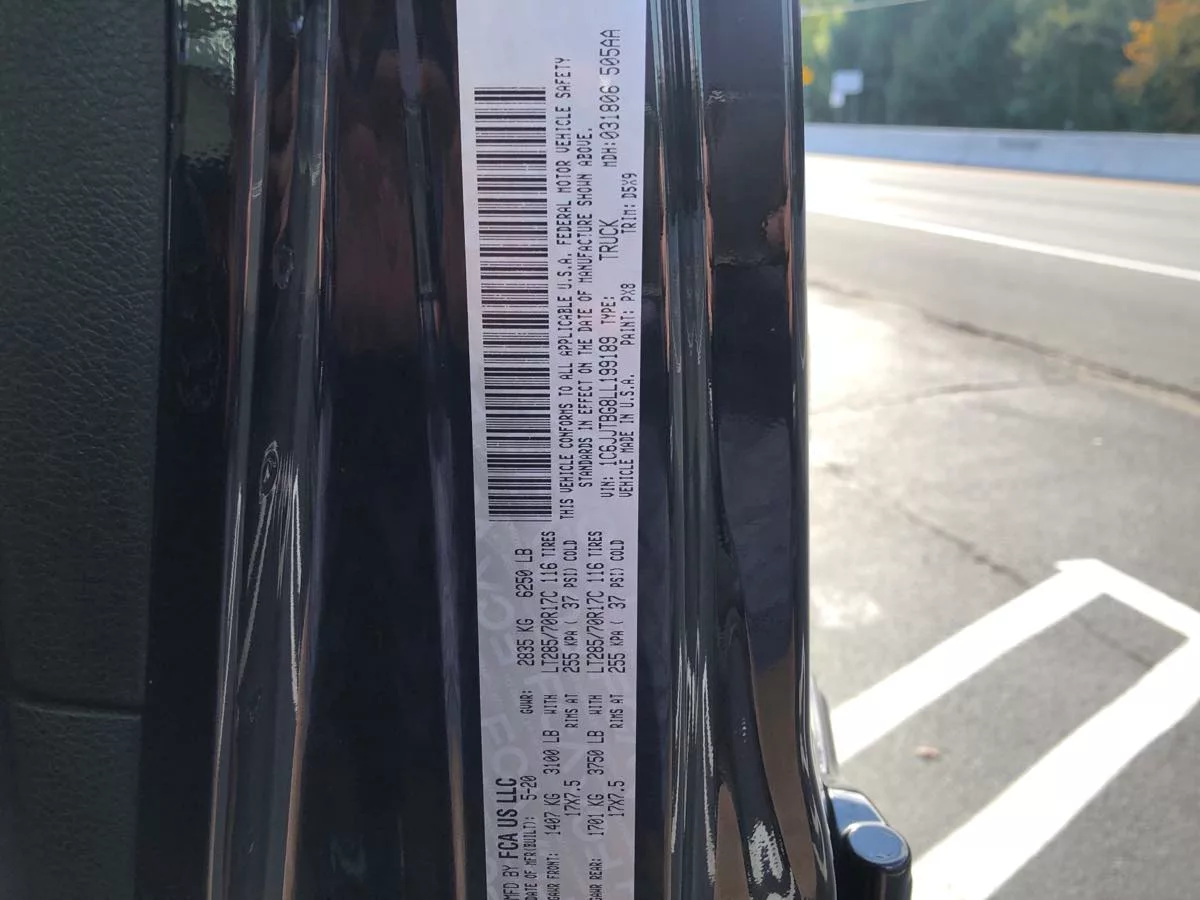 MFD BY FCA US LLC
DATE OF MFR(BUILT): 5-20 GVWR: 2835 KG 6250 LB
GAWR FRONT: 1407 KG 3100 LB WITH LT285/70R17C 116 TIRES
17X7.5 RIMS AT 255 KPA ( 37 PSI) COLD
GAWR REAR: 1701 KG 3750 LB WITH LT285/70R17C 116 TIRES
17X7.5 RIMS AT 255 KPA ( 37 PSI) COLD
THIS VEHICLE CONFORMS TO ALL APPLICABLE U.S.A. FEDERAL MOTOR VEHICLE SAFETY
STANDARDS IN EFFECT ON THE DATE OF MANUFACTURE SHOWN ABOVE.
VIN: 1C6JJTBG8LL199189 TYPE: TRUCK MDH:031806 505AA
VEHICLE MADE IN U.S.A. PAINT: PX8 TRIM: D5X9